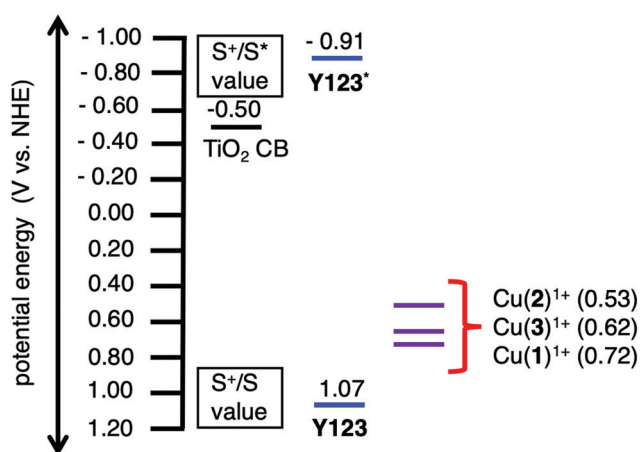 potential energy (V vs. NHE)
- 1.00
- 0.80
- 0.60
- 0.40
- 0.20
0.00
0.20
0.40
0.60
0.80
1.00
1.20
S⁺/S*
value
-0.50
TiO₂ CB
- 0.91
Y123*
Cu(2)¹⁺ (0.53)
Cu(3)¹⁺ (0.62)
Cu(1)¹⁺ (0.72)
S⁺/S
value
1.07
Y123